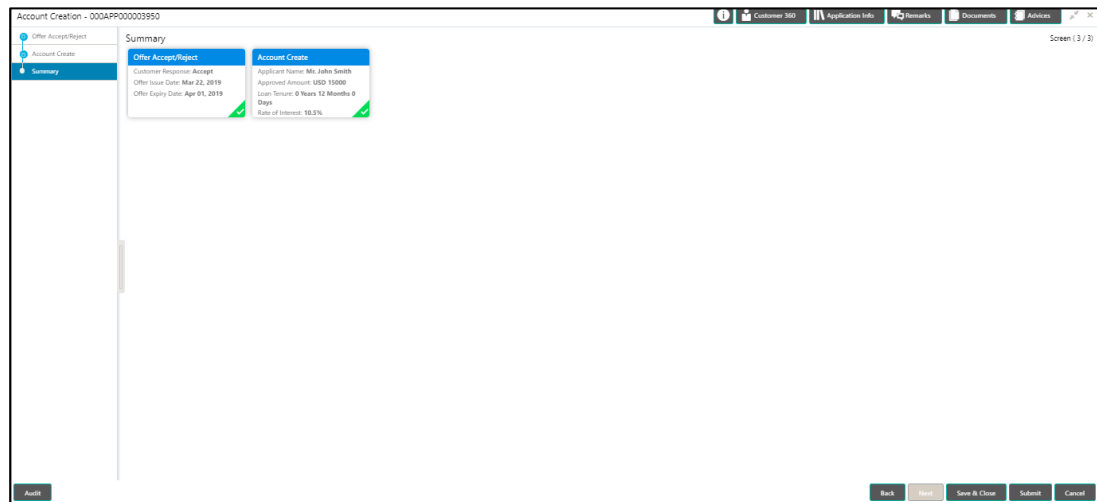 Account Creation - 000APP000003950
Customer 360
Application Info
Remarks
Documents
Advices
Offer Accept/Reject
Account Create
Summary
Summary
Screen ( 3 / 3)
Offer Accept/Reject
Customer Response: Accept
Offer Issue Date: Mar 22, 2019
Offer Expiry Date: Apr 01, 2019
Account Create
Applicant Name: Mr. John Smith
Approved Amount: USD 15000
Loan Tenure: 0 Years 12 Months 0
Days
Rate of Interest: 10.5%
Audit
Back
Next
Save & Close
Submit
Cancel